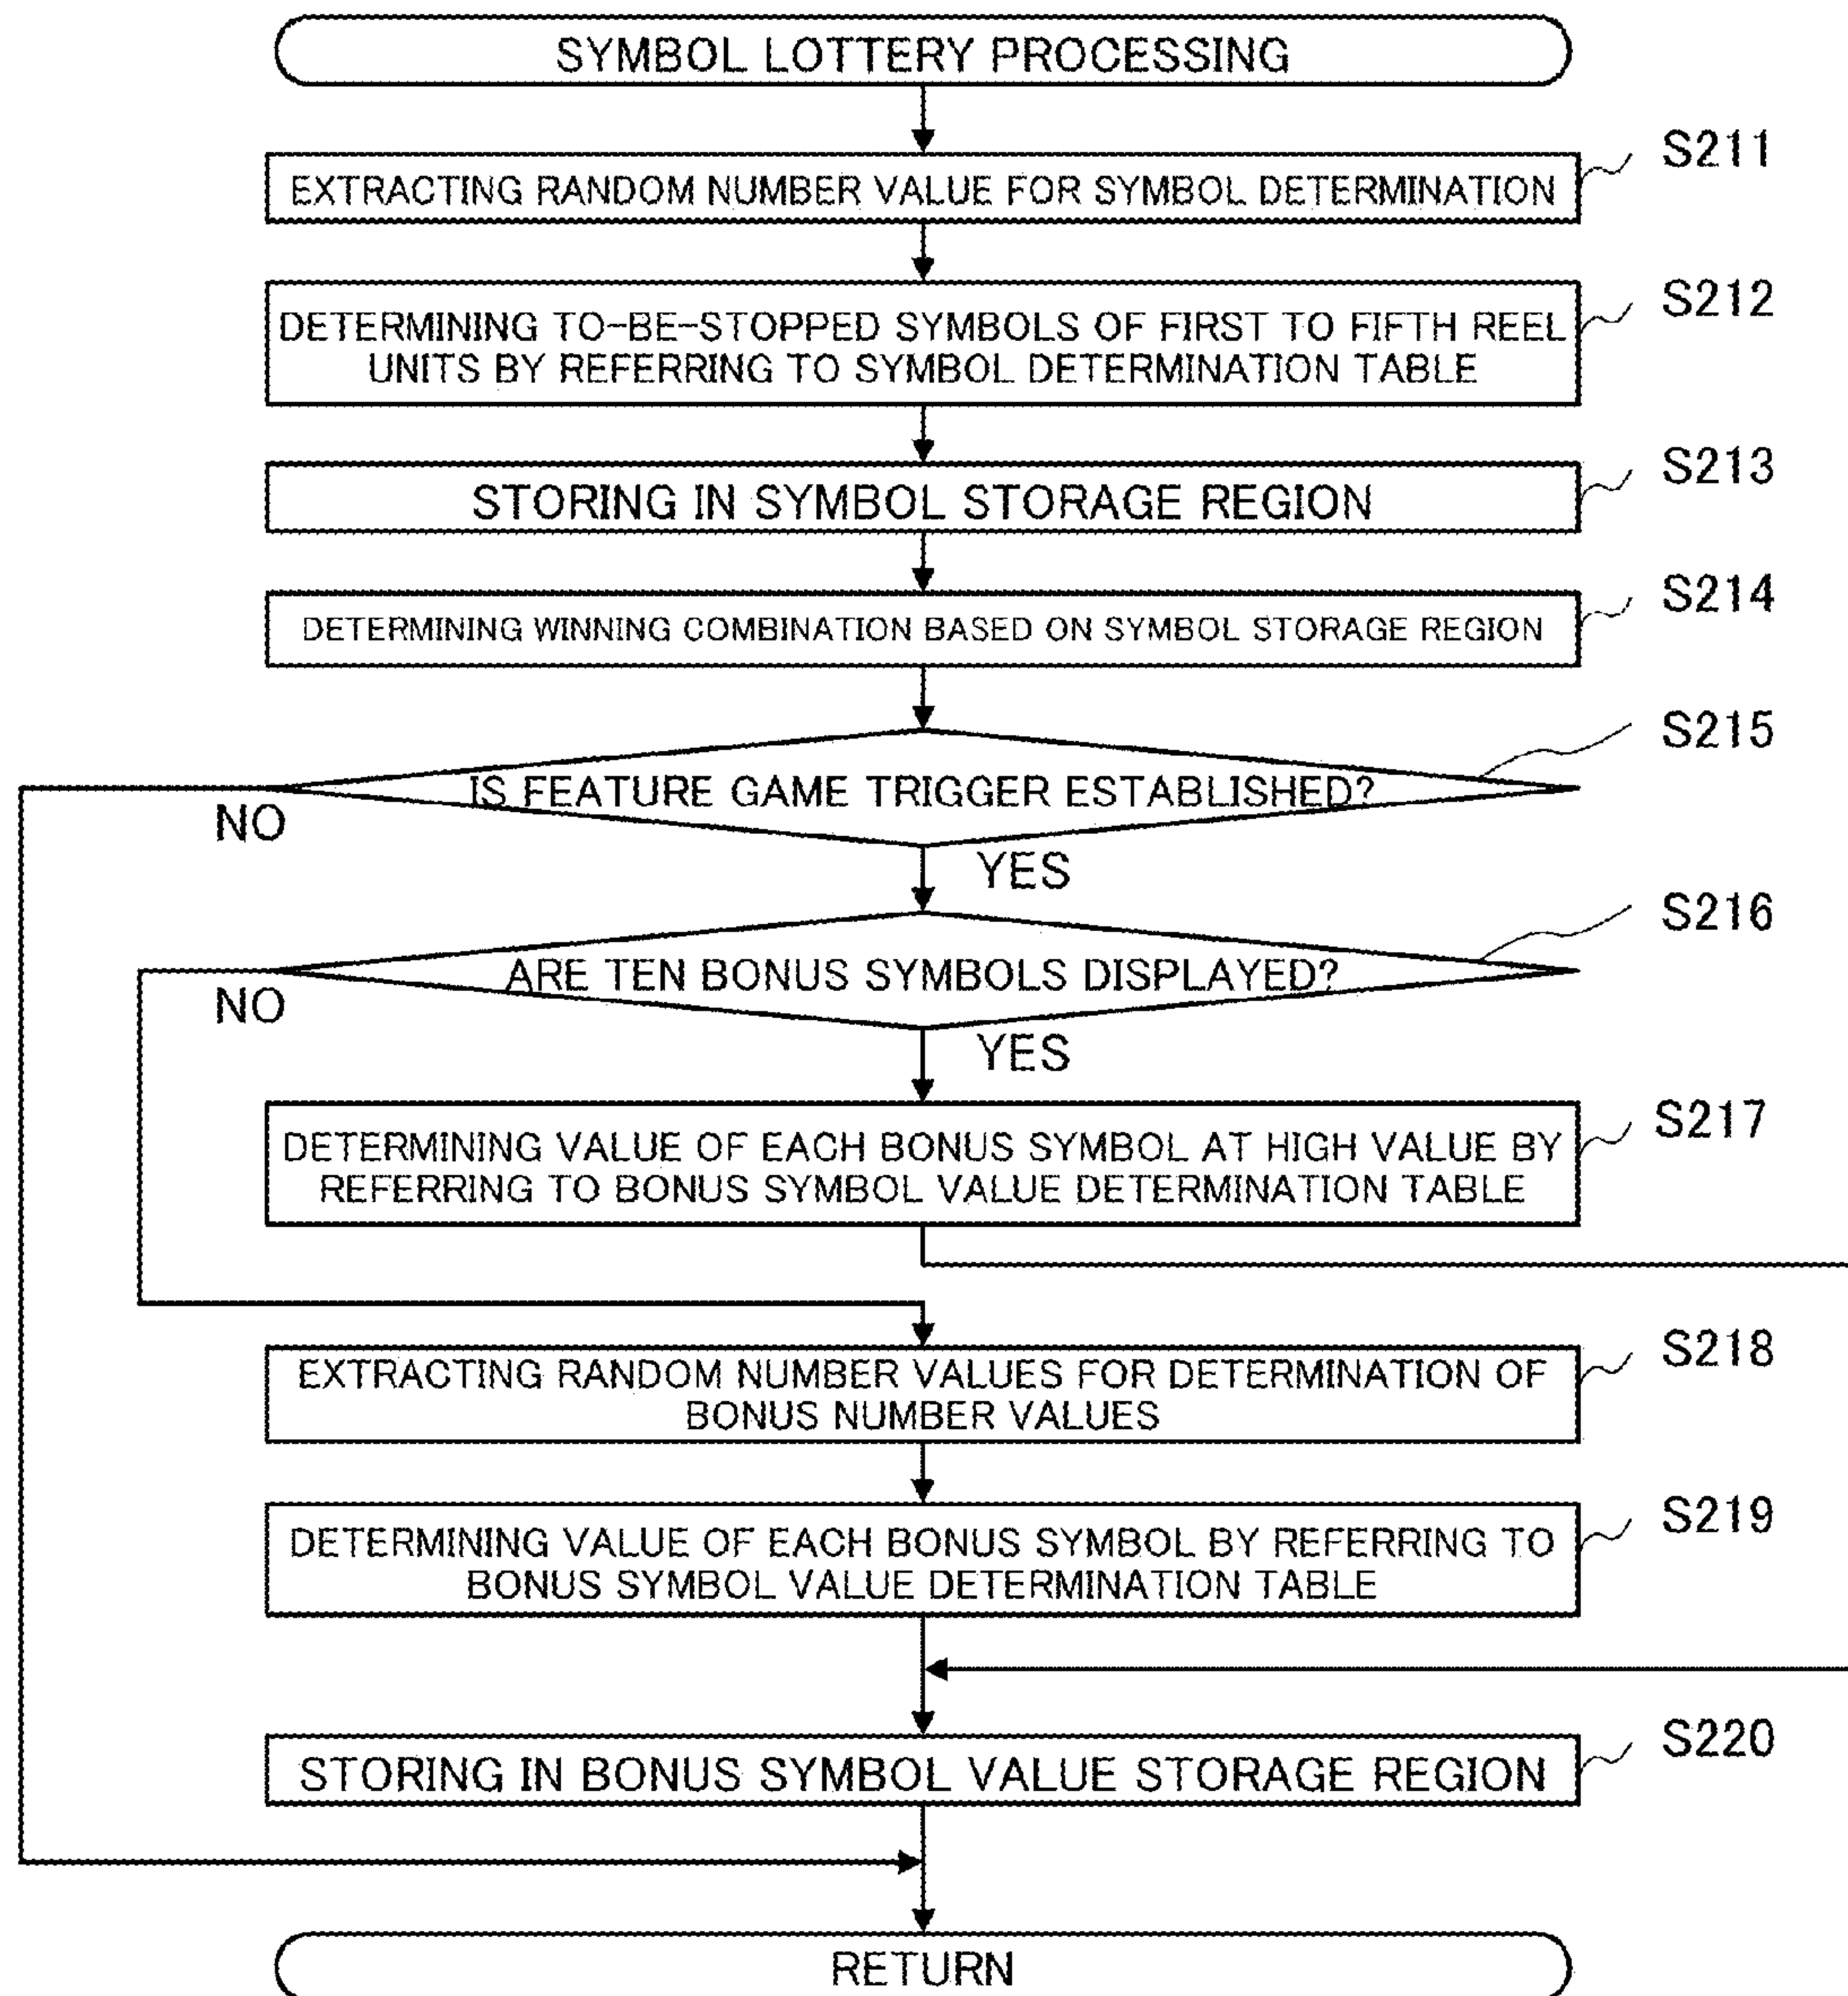 SYMBOL LOTTERY PROCESSING
S211
EXTRACTING RANDOM NUMBER VALUE FOR SYMBOL DETERMINATION
S212
DETERMINING TO-BE-STOPPED SYMBOLS OF FIRST TO FIFTH REEL
UNITS BY REFERRING TO SYMBOL DETERMINATION TABLE
S213
STORING IN SYMBOL STORAGE REGION
S214
DETERMINING WINNING COMBINATION BASED ON SYMBOL STORAGE REGION
S215
IS FEATURE GAME TRIGGER ESTABLISHED?
NO
YES
S216
ARE TEN BONUS SYMBOLS DISPLAYED?
NO
YES
S217
DETERMINING VALUE OF EACH BONUS SYMBOL AT HIGH VALUE BY
REFERRING TO BONUS SYMBOL VALUE DETERMINATION TABLE
S218
EXTRACTING RANDOM NUMBER VALUES FOR DETERMINATION OF
BONUS NUMBER VALUES
S219
DETERMINING VALUE OF EACH BONUS SYMBOL BY REFERRING TO
BONUS SYMBOL VALUE DETERMINATION TABLE
S220
STORING IN BONUS SYMBOL VALUE STORAGE REGION
RETURN